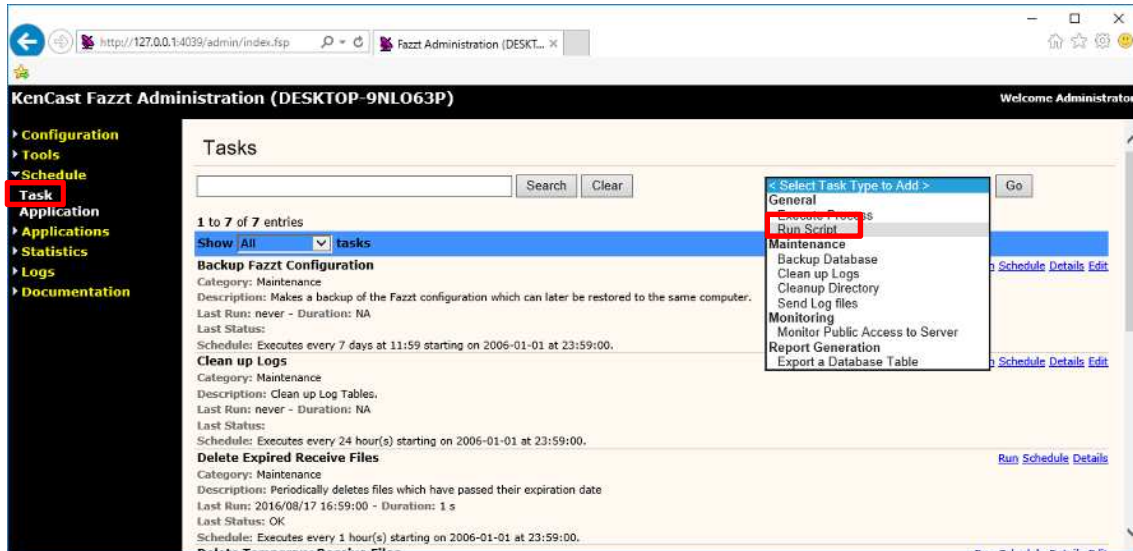 http://127.0.0.1:4039/admin/index.fsp
Fazzt Administration (DESKT...
KenCast Fazzt Administration (DESKTOP-9NLO63P)
Welcome Administrator
Configuration
Tools
Schedule
Task
Application
Applications
Statistics
Logs
Documentation
Tasks
Search Clear
< Select Task Type to Add >
Go
General
Execute Process
Run Script
Maintenance
Backup Database
Clean up Logs
Cleanup Directory
Send Log files
Monitoring
Monitor Public Access to Server
Report Generation
Export a Database Table
1 to 7 of 7 entries
Show All tasks
Backup Fazzt Configuration
Schedule Details Edit
Category: Maintenance
Description: Makes a backup of the Fazzt configuration which can later be restored to the same computer.
Last Run: never - Duration: NA
Last Status:
Schedule: Executes every 7 days at 11:59 starting on 2006-01-01 at 23:59:00.
Clean up Logs
Schedule Details Edit
Category: Maintenance
Description: Clean up Log Tables.
Last Run: never - Duration: NA
Last Status:
Schedule: Executes every 24 hour(s) starting on 2006-01-01 at 23:59:00.
Delete Expired Receive Files
Run Schedule Details
Category: Maintenance
Description: Periodically deletes files which have passed their expiration date
Last Run: 2016/08/17 16:59:00 - Duration: 1 s
Last Status: OK
Schedule: Executes every 1 hour(s) starting on 2006-01-01 at 23:59:00.